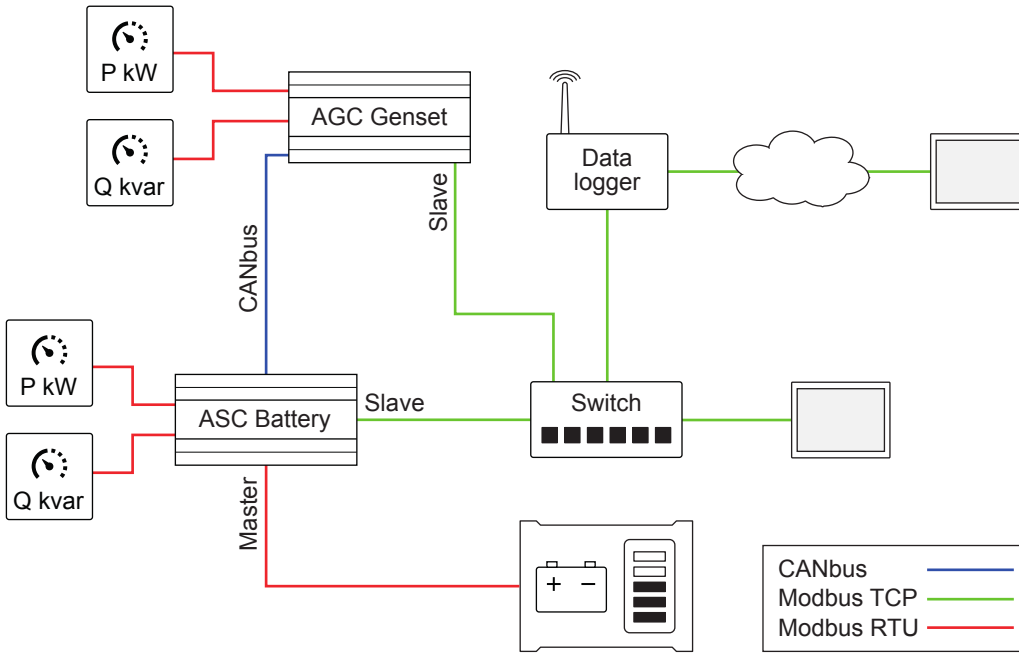 P kW
AGC Genset
Q kvar
Data
logger
Slave
CANbus
P kW
ASC Battery
Slave
Switch
Q kvar
Master
+ −
CANbus
Modbus TCP
Modbus RTU